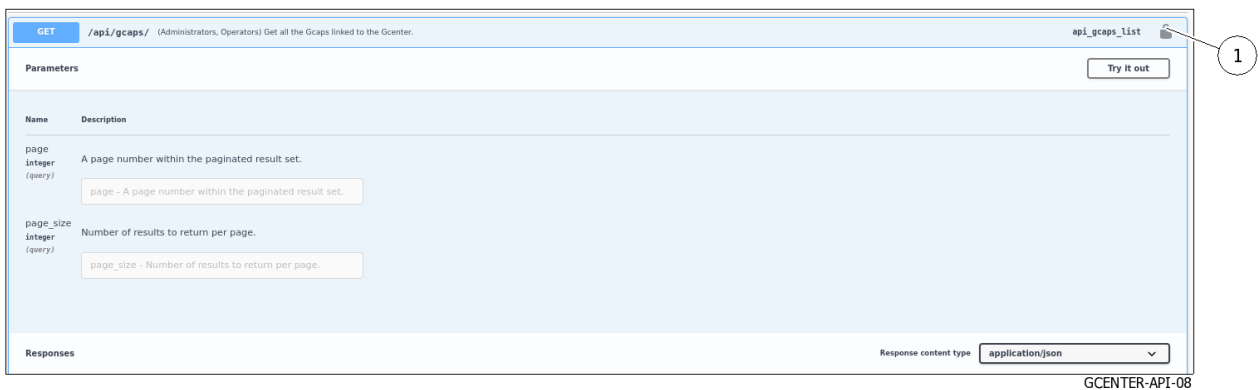 GET /api/gcaps/ (Administrators, Operators) Get all the Gcaps linked to the Gcenter. api_gcaps_list
1
Parameters Try it out
Name Description
page
integer
(query)
A page number within the paginated result set.
page - A page number within the paginated result set.
page_size
integer
(query)
Number of results to return per page.
page_size - Number of results to return per page.
Responses Response content type application/json
GCENTER-API-08